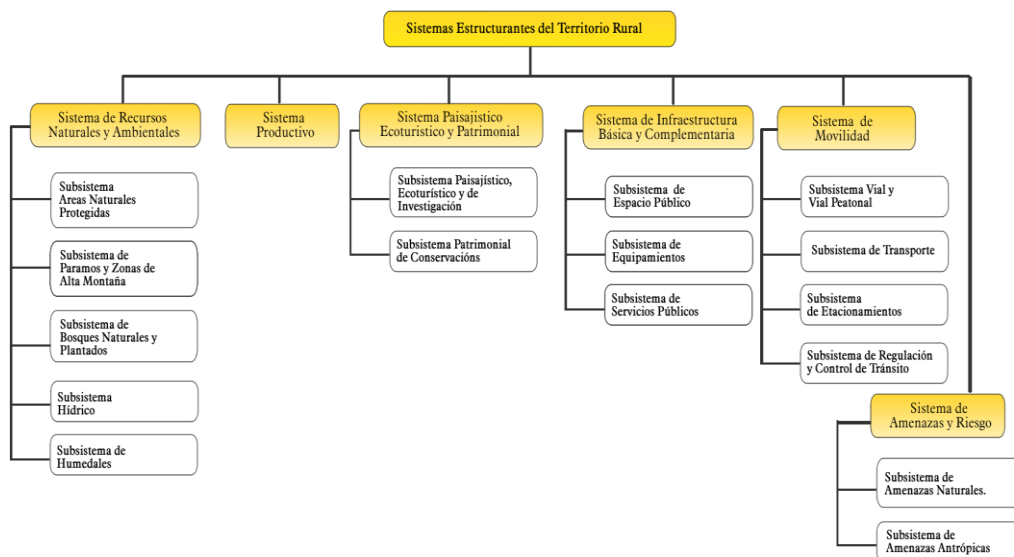 Sistemas Estructurantes del Territorio Rural
Sistema de Recursos
Naturales y Ambientales
Subsistema
Areas Naturales
Protegidas
Subsistema de
Paramos y Zonas de
Alta Montaña
Subsistema de
Bosques Naturales y
Plantados
Subsistema
Hídrico
Subsistema de
Humedales
Sistema
Productivo
Sistema Paisajistico
Ecoturistico y Patrimonial
Subsistema Paisajístico,
Ecoturístico y de
Investigación
Subsistema Patrimonial
de Conservacións
Sistema de Infraestructura
Básica y Complementaria
Subsistema de
Espacio Público
Subsistema de
Equipamientos
Subsistema de
Servicios Públicos
Sistema de
Movilidad
Subsistema Vial y
Vial Peatonal
Subsistema de Transporte
Subsistema
de Etacionamientos
Subsistema de Regulación
y Control de Tránsito
Sistema de
Amenazas y Riesgo
Subsistema de
Amenazas Naturales.
Subsistema de
Amenazas Antrópicas